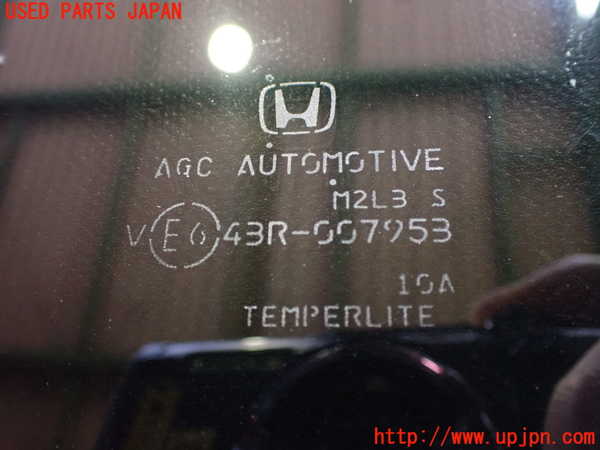 USED PARTS JAPAN
AGC AUTOMOTIVE
M2L3 S
V E6 43R-007953
10A
TEMPERLITE
http://www.upjpn.com/